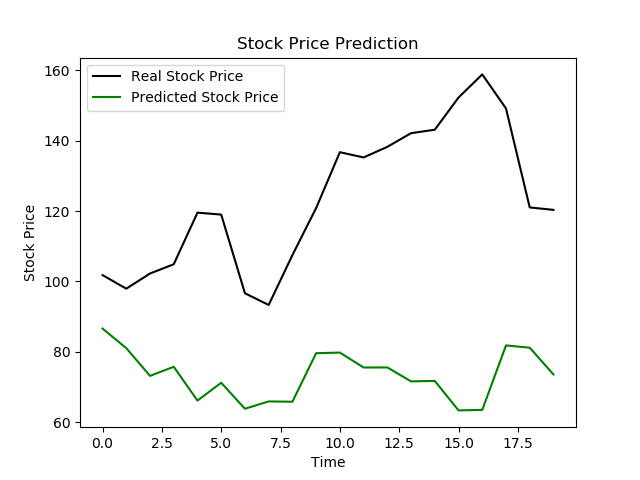 Stock Price Prediction
Real Stock Price
Predicted Stock Price
Stock Price
160
140
120
100
80
60
0.0 2.5 5.0 7.5 10.0 12.5 15.0 17.5
Time